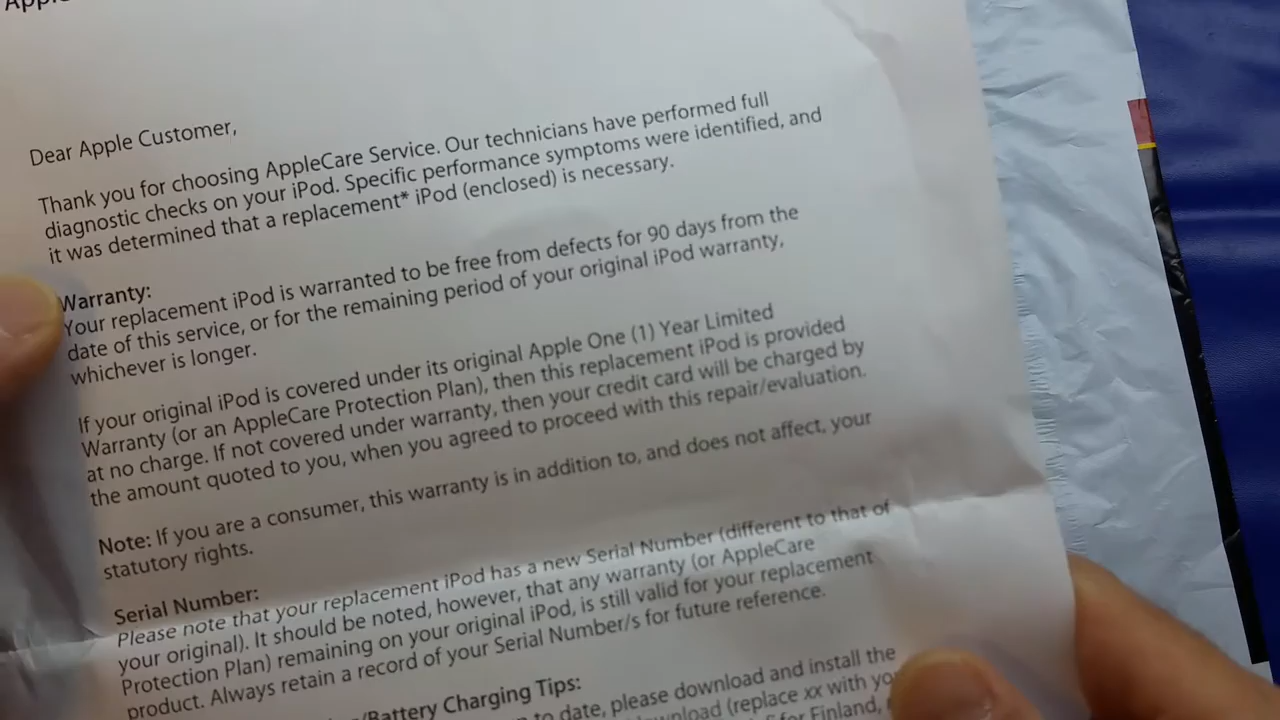 Dear Apple Customer,
Thank you for choosing AppleCare Service. Our technicians have performed full
diagnostic checks on your iPod. Specific performance symptoms were identified, and
it was determined that a replacement* iPod (enclosed) is necessary.
Warranty:
Your replacement iPod is warranted to be free from defects for 90 days from the
date of this service, or for the remaining period of your original iPod warranty,
whichever is longer.
If your original iPod is covered under its original Apple One (1) Year Limited
Warranty (or an AppleCare Protection Plan), then this replacement iPod is provided
at no charge. If not covered under warranty, then your credit card will be charged by
the amount quoted to you, when you agreed to proceed with this repair/evaluation.
Note: If you are a consumer, this warranty is in addition to, and does not affect, your
statutory rights.
Serial Number:
Please note that your replacement iPod has a new Serial Number (different to that of
your original). It should be noted, however, that any warranty (or AppleCare
Protection Plan) remaining on your original iPod, is still valid for your replacement
product. Always retain a record of your Serial Number/s for future reference.
/Battery Charging Tips:
to date, please download and install the
(replace xx with
for Finland,